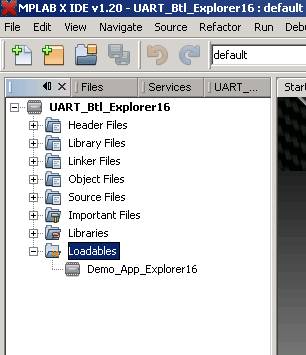 MPLAB X IDE v1.20 - UART_Btl_Explorer16 : default
File Edit View Navigate Source Refactor Run Debug
default
Files Services UART_...
Start
UART_Btl_Explorer16
Header Files
Library Files
Linker Files
Object Files
Source Files
Important Files
Libraries
Loadables
Demo_App_Explorer16